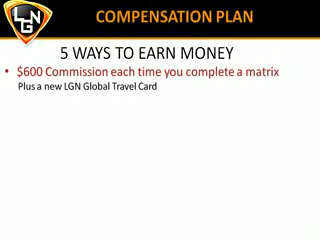 LNG
COMPENSATION PLAN
5 WAYS TO EARN MONEY
• $600 Commission each time you complete a matrix
Plus a new LGN Global Travel Card